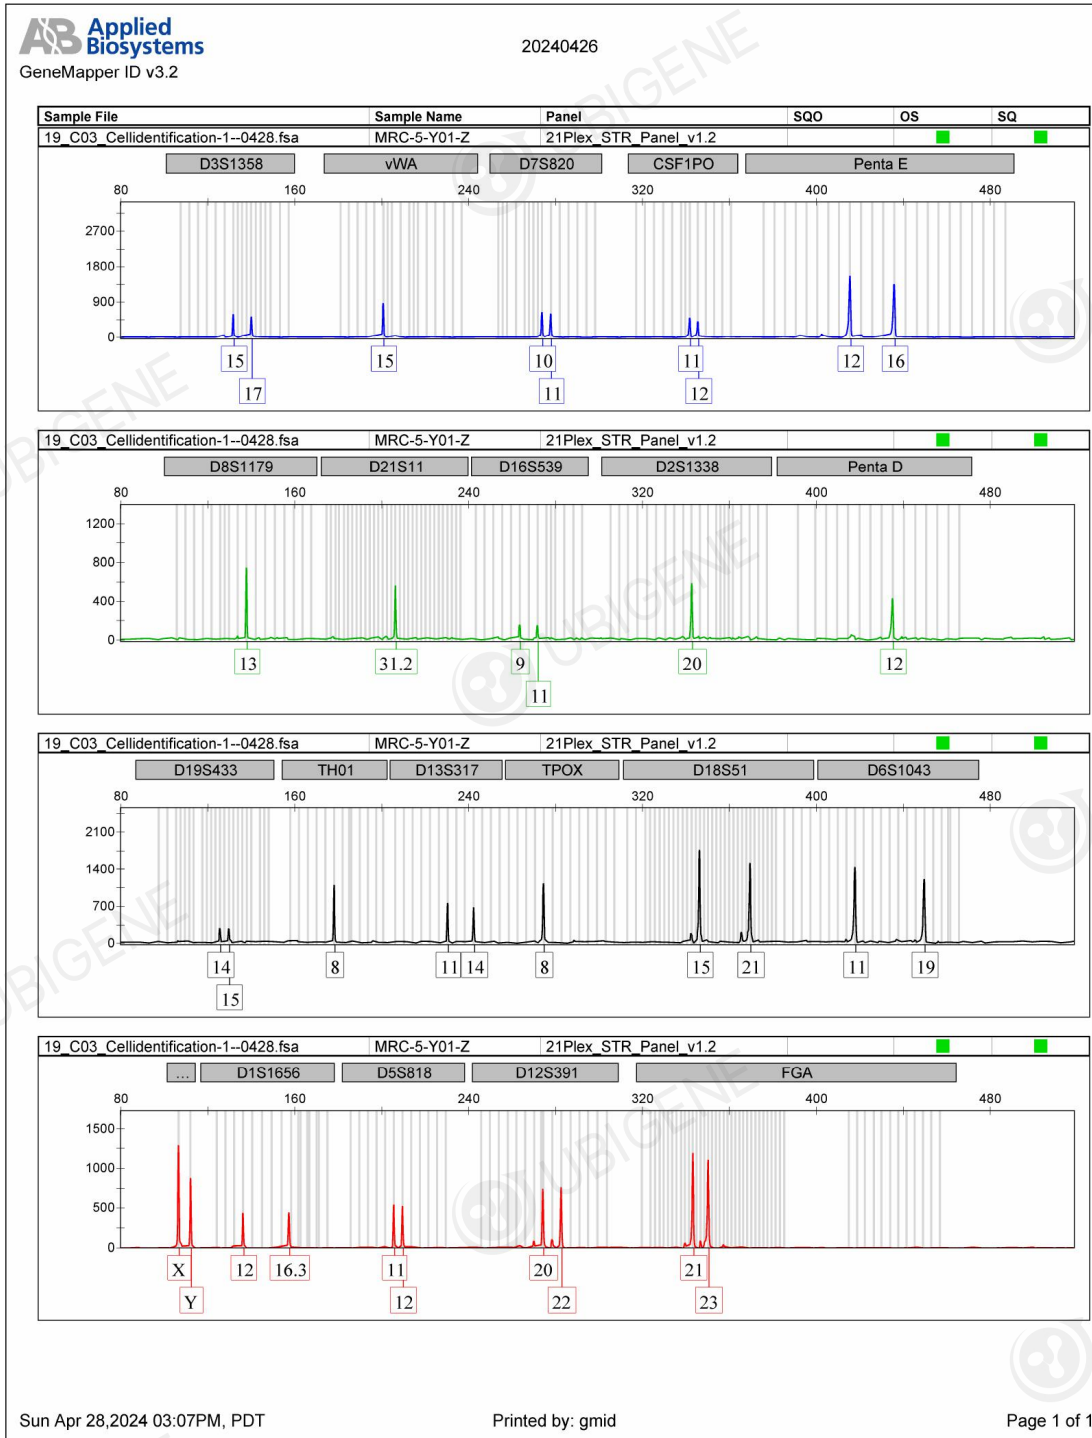 AB Applied
Biosystems
20240426
GeneMapper ID v3.2
Sample File Sample Name Panel SQO OS SQ
19_C03_Cellidentification-1--0428.fsa MRC-5-Y01-Z 21Plex_STR_Panel_v1.2
D3S1358 vWA D7S820 CSF1PO Penta E
80 160 240 320 400 480
2700
1800
900
0
15 15 10 11 12 16
17 11 12
19_C03_Cellidentification-1--0428.fsa MRC-5-Y01-Z 21Plex_STR_Panel_v1.2
D8S1179 D21S11 D16S539 D2S1338 Penta D
80 160 240 320 400 480
1200
800
400
0
13 31.2 9 20 12
11
19_C03_Cellidentification-1--0428.fsa MRC-5-Y01-Z 21Plex_STR_Panel_v1.2
D19S433 TH01 D13S317 TPOX D18S51 D6S1043
80 160 240 320 400 480
2100
1400
700
0
14 8 11 14 8 15 21 11 19
15
19_C03_Cellidentification-1--0428.fsa MRC-5-Y01-Z 21Plex_STR_Panel_v1.2
... D1S1656 D5S818 D12S391 FGA
80 160 240 320 400 480
1500
1000
500
0
X 12 16.3 11 20 21
Y 12 22 23
Sun Apr 28,2024 03:07PM, PDT Printed by: gmid Page 1 of 1
UBIGENE
UBIGENE
UBIGENE
UBIGENE
UBIGENE